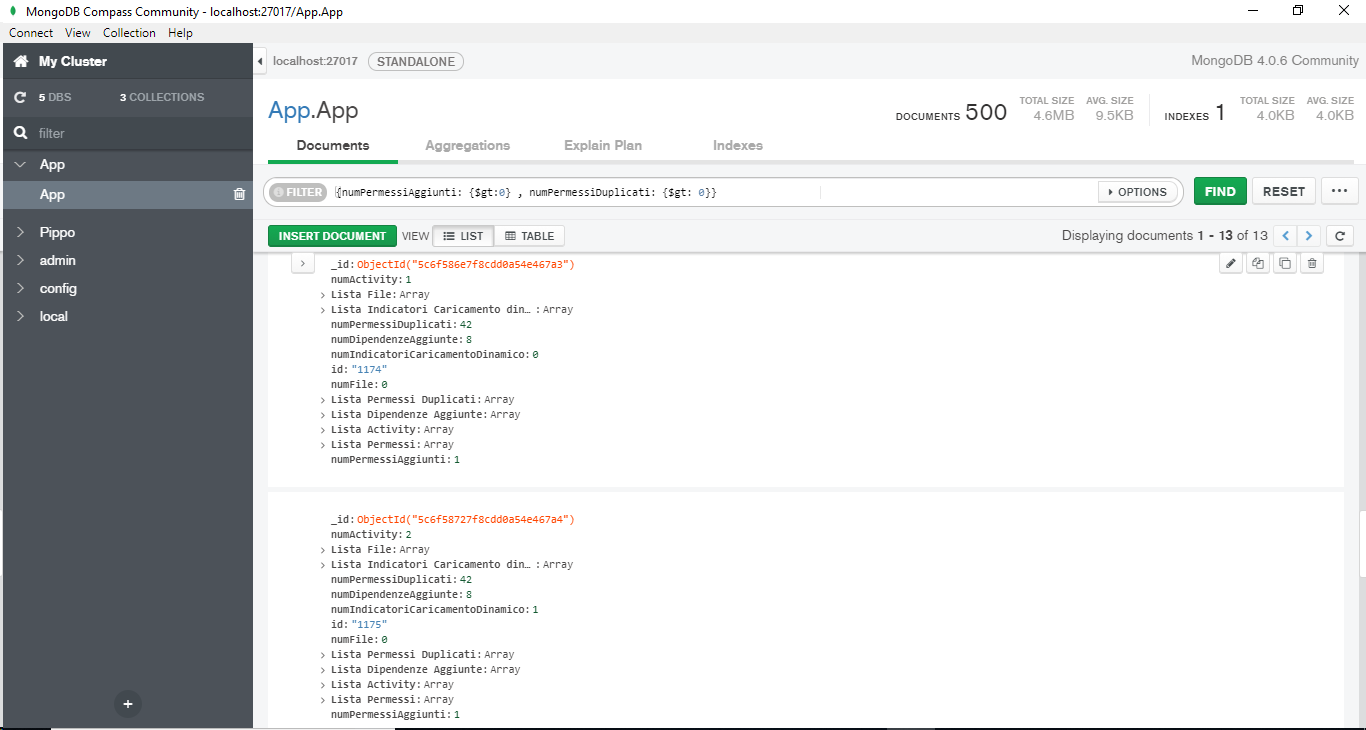 MongoDB Compass Community - localhost:27017/App.App
Connect View Collection Help
My Cluster
localhost:27017 STANDALONE
MongoDB 4.0.6 Community
5 DBS 3 COLLECTIONS
filter
App
App
Pippo
admin
config
local
App.App
DOCUMENTS 500 TOTAL SIZE 4.6MB AVG. SIZE 9.5KB INDEXES 1 TOTAL SIZE 4.0KB AVG. SIZE 4.0KB
Documents Aggregations Explain Plan Indexes
FILTER {numPermessiAggiunti: {$gt:0} , numPermessiDuplicati: {$gt: 0}} OPTIONS FIND RESET ...
INSERT DOCUMENT VIEW LIST TABLE Displaying documents 1 - 13 of 13
_id: ObjectId("5c6f586e7f8cdd0a54e467a3")
numActivity: 1
Lista File: Array
Lista Indicatori Caricamento din… : Array
numPermessiDuplicati: 42
numDipendenzeAggiunte: 8
numIndicatoriCaricamentoDinamico: 0
id: "1174"
numFile: 0
Lista Permessi Duplicati: Array
Lista Dipendenze Aggiunte: Array
Lista Activity: Array
Lista Permessi: Array
numPermessiAggiunti: 1
_id: ObjectId("5c6f58727f8cdd0a54e467a4")
numActivity: 2
Lista File: Array
Lista Indicatori Caricamento din… : Array
numPermessiDuplicati: 42
numDipendenzeAggiunte: 8
numIndicatoriCaricamentoDinamico: 1
id: "1175"
numFile: 0
Lista Permessi Duplicati: Array
Lista Dipendenze Aggiunte: Array
Lista Activity: Array
Lista Permessi: Array
numPermessiAggiunti: 1